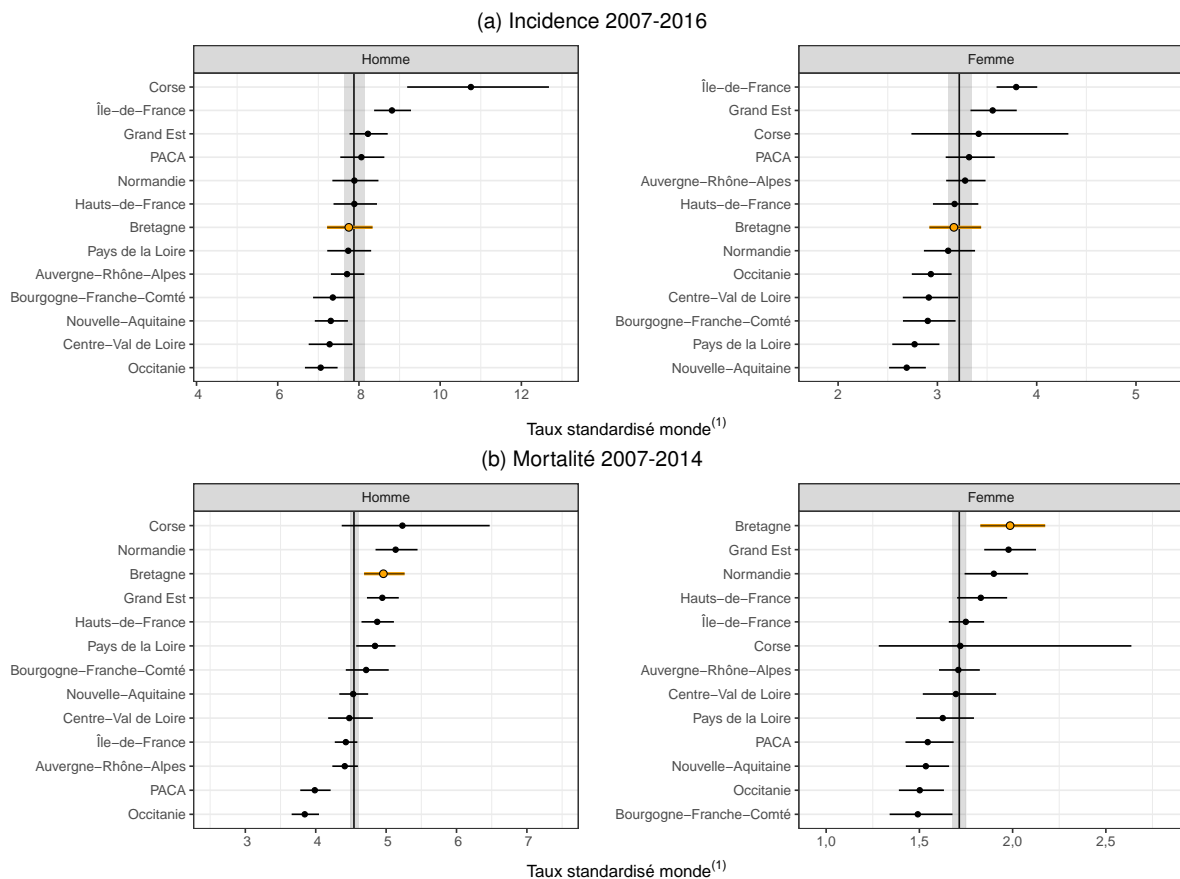 (a) Incidence 2007-2016
Homme
Corse
Île−de−France
Grand Est
PACA
Normandie
Hauts−de−France
Bretagne
Pays de la Loire
Auvergne−Rhône−Alpes
Bourgogne−Franche−Comté
Nouvelle−Aquitaine
Centre−Val de Loire
Occitanie
4 6 8 10 12
Femme
Île−de−France
Grand Est
Corse
PACA
Auvergne−Rhône−Alpes
Hauts−de−France
Bretagne
Normandie
Occitanie
Centre−Val de Loire
Bourgogne−Franche−Comté
Pays de la Loire
Nouvelle−Aquitaine
2 3 4 5
Taux standardisé monde(1)
(b) Mortalité 2007-2014
Homme
Corse
Normandie
Bretagne
Grand Est
Hauts−de−France
Pays de la Loire
Bourgogne−Franche−Comté
Nouvelle−Aquitaine
Centre−Val de Loire
Île−de−France
Auvergne−Rhône−Alpes
PACA
Occitanie
3 4 5 6 7
Femme
Bretagne
Grand Est
Normandie
Hauts−de−France
Île−de−France
Corse
Auvergne−Rhône−Alpes
Centre−Val de Loire
Pays de la Loire
PACA
Nouvelle−Aquitaine
Occitanie
Bourgogne−Franche−Comté
1,0 1,5 2,0 2,5
Taux standardisé monde(1)